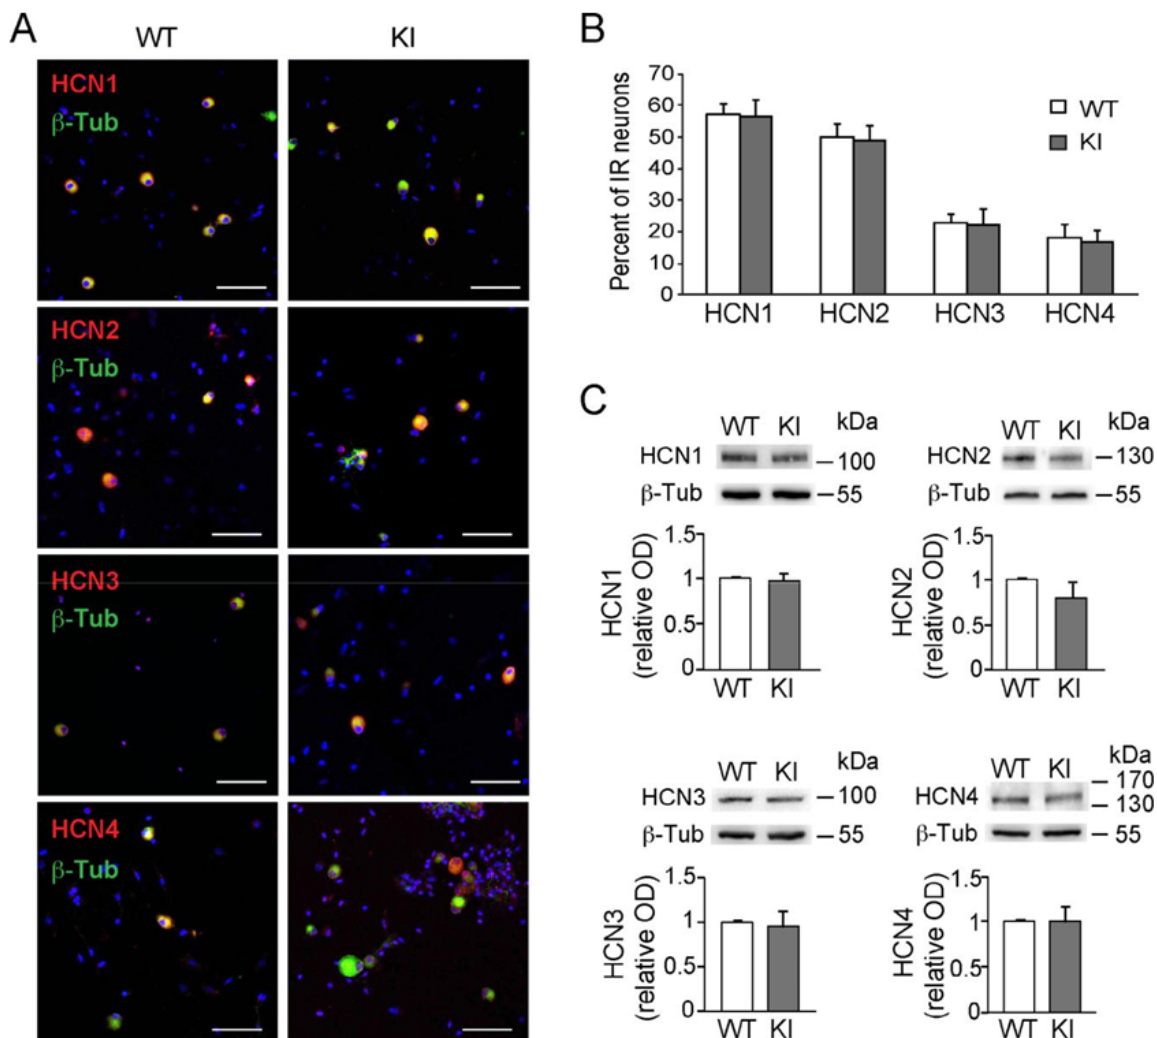 A
WT
KI
HCN1
β-Tub
HCN2
β-Tub
HCN3
β-Tub
HCN4
β-Tub
B
Percent of IR neurons
70
60
50
40
30
20
10
0
WT
KI
HCN1 HCN2 HCN3 HCN4
C
WT KI kDa
HCN1 – 100
β-Tub – 55
HCN1
(relative OD)
1.5
1
0.5
0
WT KI
WT KI kDa
HCN2 – 130
β-Tub – 55
HCN2
(relative OD)
1.5
1
0.5
0
WT KI
WT KI kDa
HCN3 – 100
β-Tub – 55
HCN3
(relative OD)
1.5
1
0.5
0
WT KI
WT KI kDa
– 170
HCN4 – 130
β-Tub – 55
HCN4
(relative OD)
1.5
1
0.5
0
WT KI